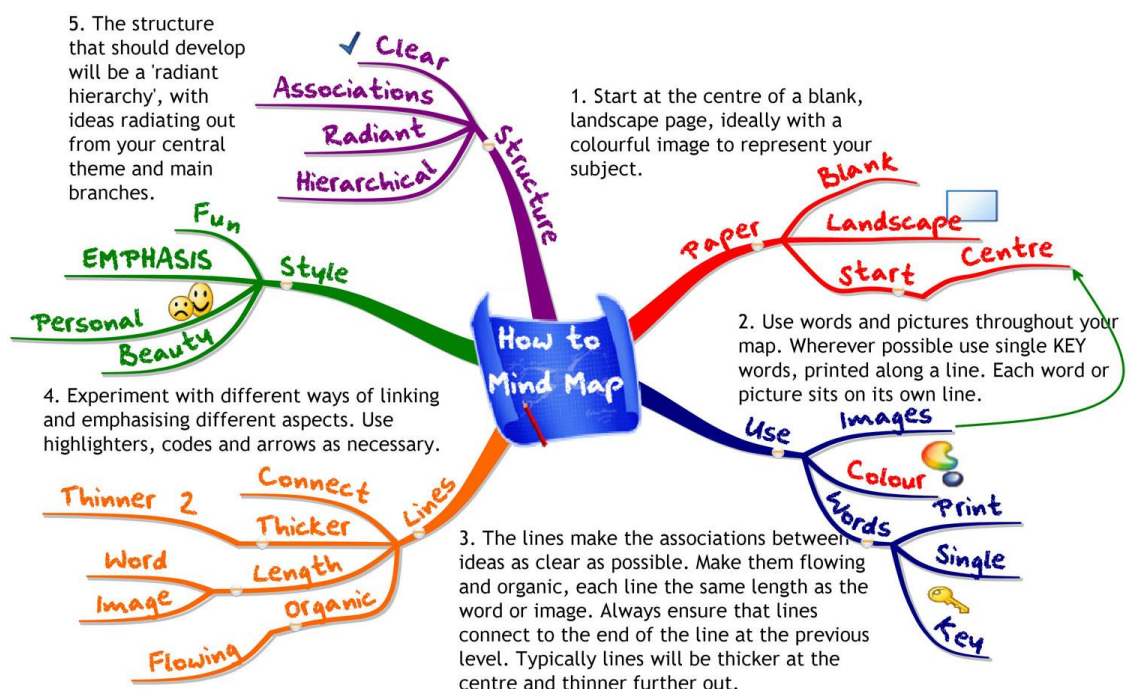 How to
Mind Map
1. Start at the centre of a blank,
landscape page, ideally with a
colourful image to represent your
subject.
Paper
Blank
Landscape
Start
Centre
2. Use words and pictures throughout your
map. Wherever possible use single KEY
words, printed along a line. Each word or
picture sits on its own line.
Use
Images
Colour
Words
Print
Single
Key
3. The lines make the associations between
ideas as clear as possible. Make them flowing
and organic, each line the same length as the
word or image. Always ensure that lines
connect to the end of the line at the previous
level. Typically lines will be thicker at the
centre and thinner further out.
Lines
Connect
Thicker
Thinner 2
Length
Word
Image
Organic
Flowing
4. Experiment with different ways of linking
and emphasising different aspects. Use
highlighters, codes and arrows as necessary.
Style
Fun
EMPHASIS
Personal
Beauty
5. The structure
that should develop
will be a 'radiant
hierarchy', with
ideas radiating out
from your central
theme and main
branches.
Structure
Clear
Associations
Radiant
Hierarchical